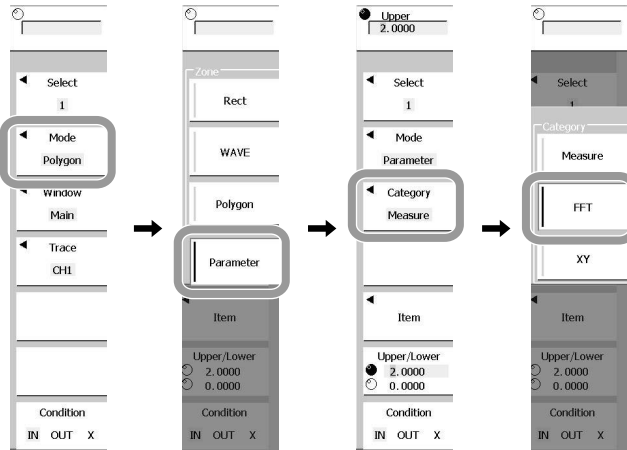 Select
1
Mode
Polygon
Window
Main
Trace
CH1
Condition
IN OUT X
Zone
Rect
WAVE
Polygon
Parameter
Item
Upper/Lower
2.0000
0.0000
Condition
IN OUT X
Upper
2.0000
Select
1
Mode
Parameter
Category
Measure
Item
Upper/Lower
2.0000
0.0000
Condition
IN OUT X
Select
1
Category
Measure
FFT
XY
Item
Upper/Lower
2.0000
0.0000
Condition
IN OUT X